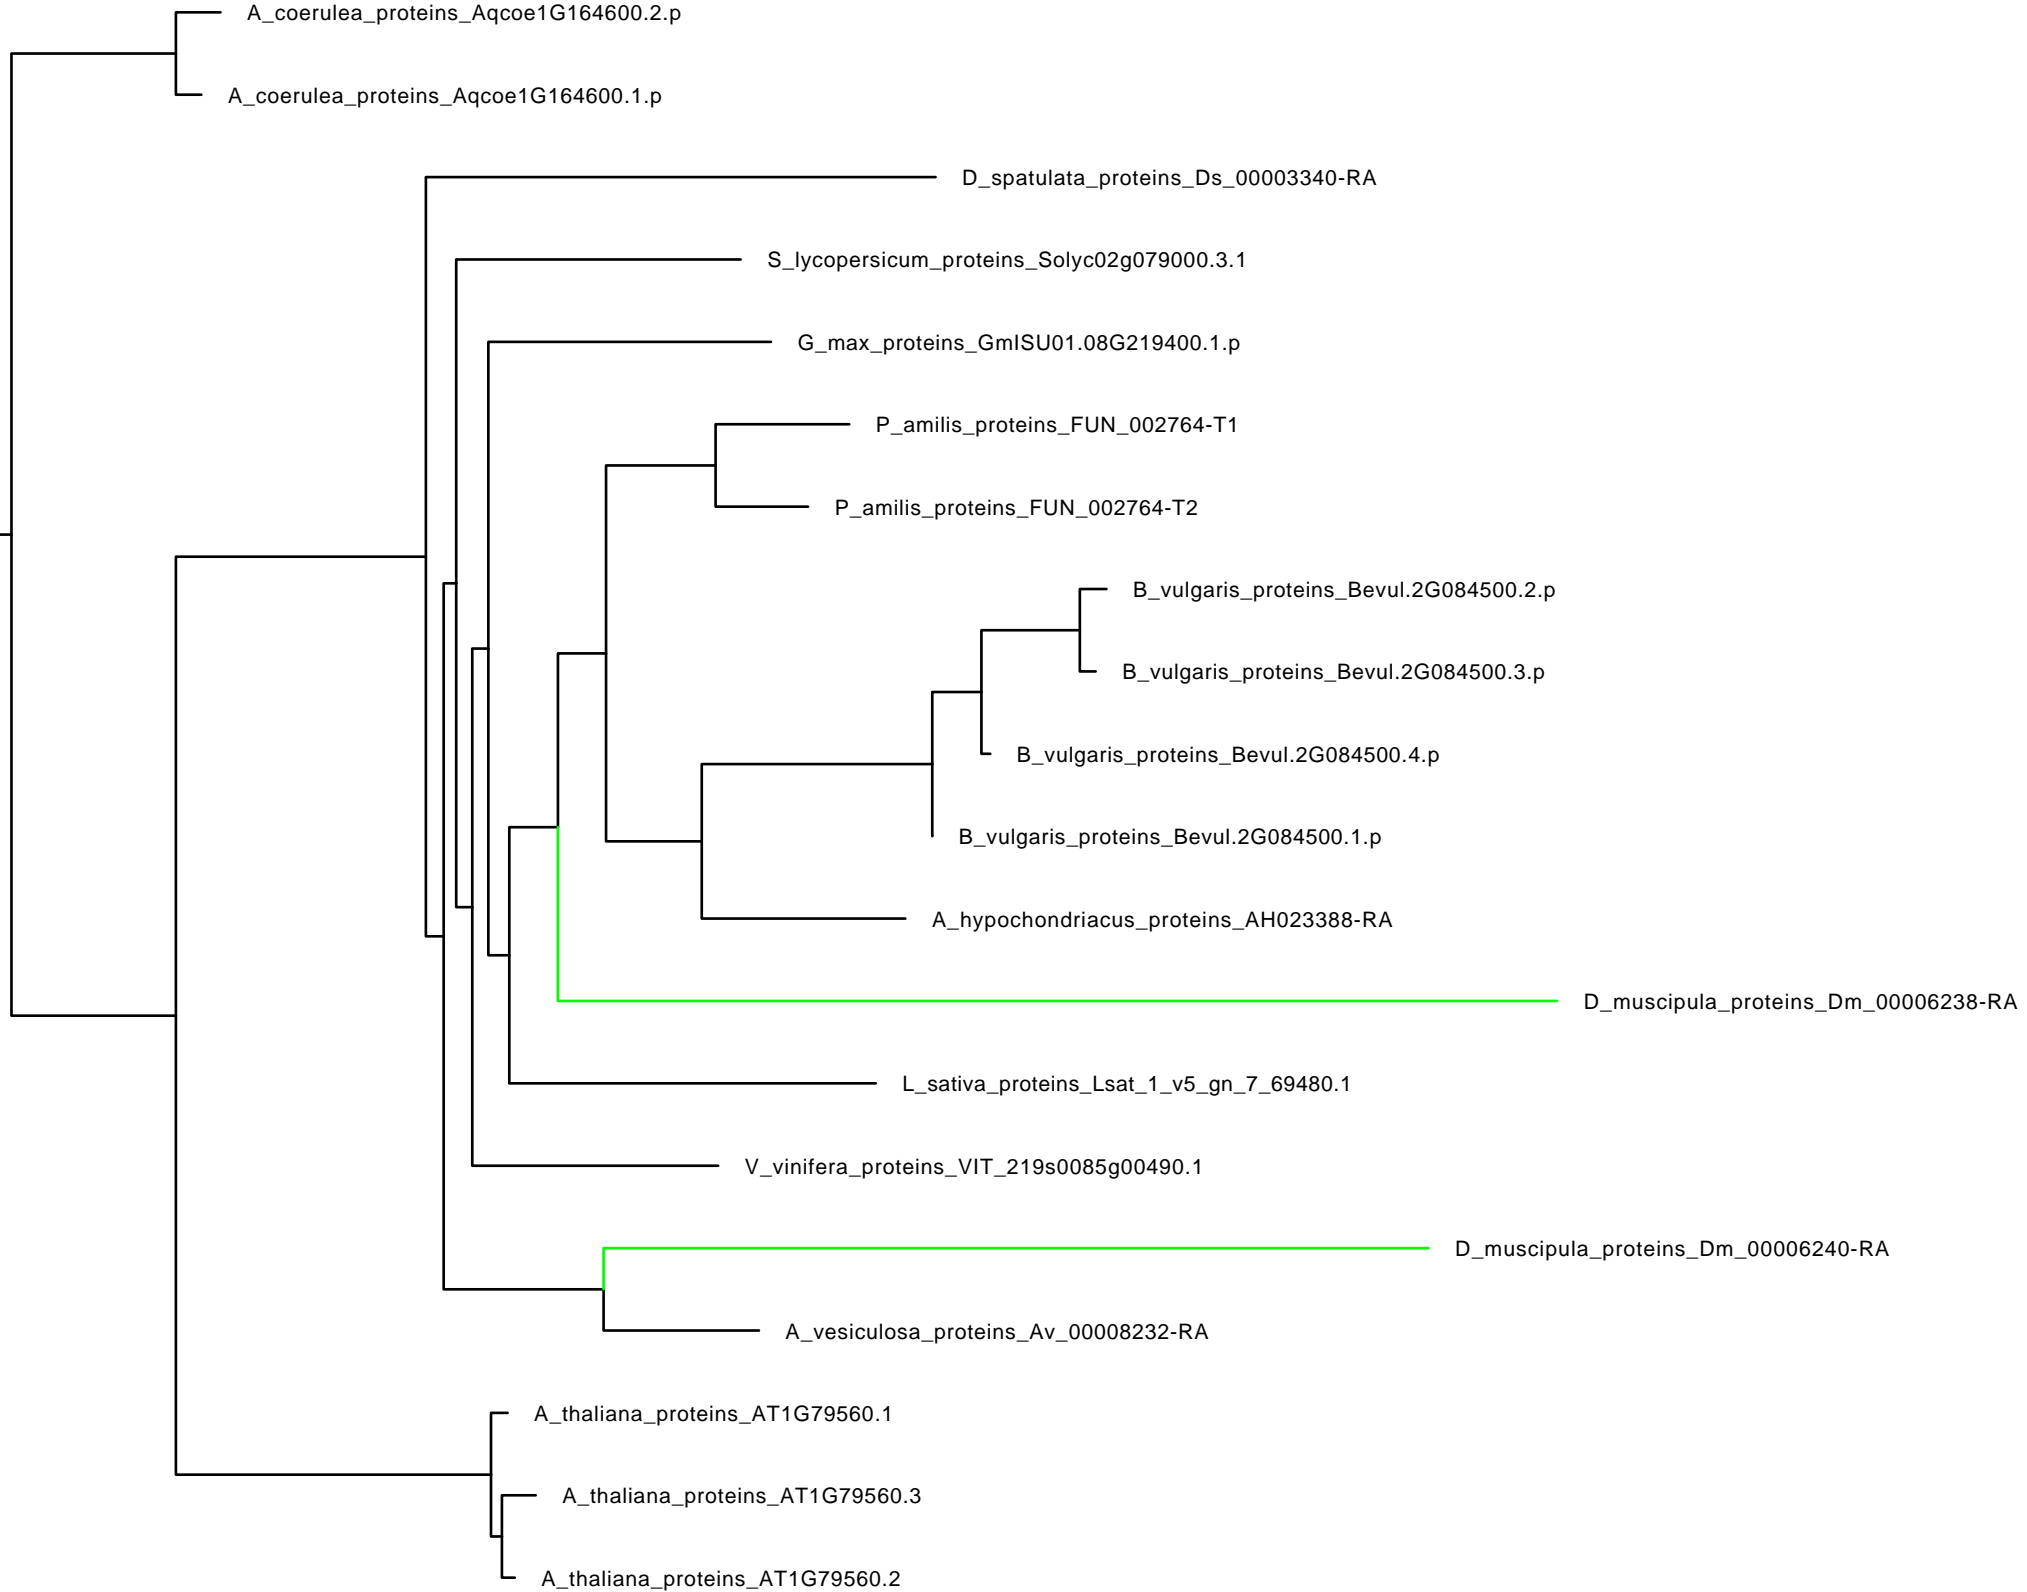 A_coerulea_proteins_Aqcoe1G164600.2.p
A_coerulea_proteins_Aqcoe1G164600.1.p
D_spatulata_proteins_Ds_00003340-RA
S_lycopersicum_proteins_Solyc02g079000.3.1
G_max_proteins_GmISU01.08G219400.1.p
P_amilis_proteins_FUN_002764-T1
P_amilis_proteins_FUN_002764-T2
B_vulgaris_proteins_Bevul.2G084500.2.p
B_vulgaris_proteins_Bevul.2G084500.3.p
B_vulgaris_proteins_Bevul.2G084500.4.p
B_vulgaris_proteins_Bevul.2G084500.1.p
A_hypochondriacus_proteins_AH023388-RA
D_muscipula_proteins_Dm_00006238-RA
L_sativa_proteins_Lsat_1_v5_gn_7_69480.1
V_vinifera_proteins_VIT_219s0085g00490.1
D_muscipula_proteins_Dm_00006240-RA
A_vesiculosa_proteins_Av_00008232-RA
A_thaliana_proteins_AT1G79560.1
A_thaliana_proteins_AT1G79560.3
A_thaliana_proteins_AT1G79560.2